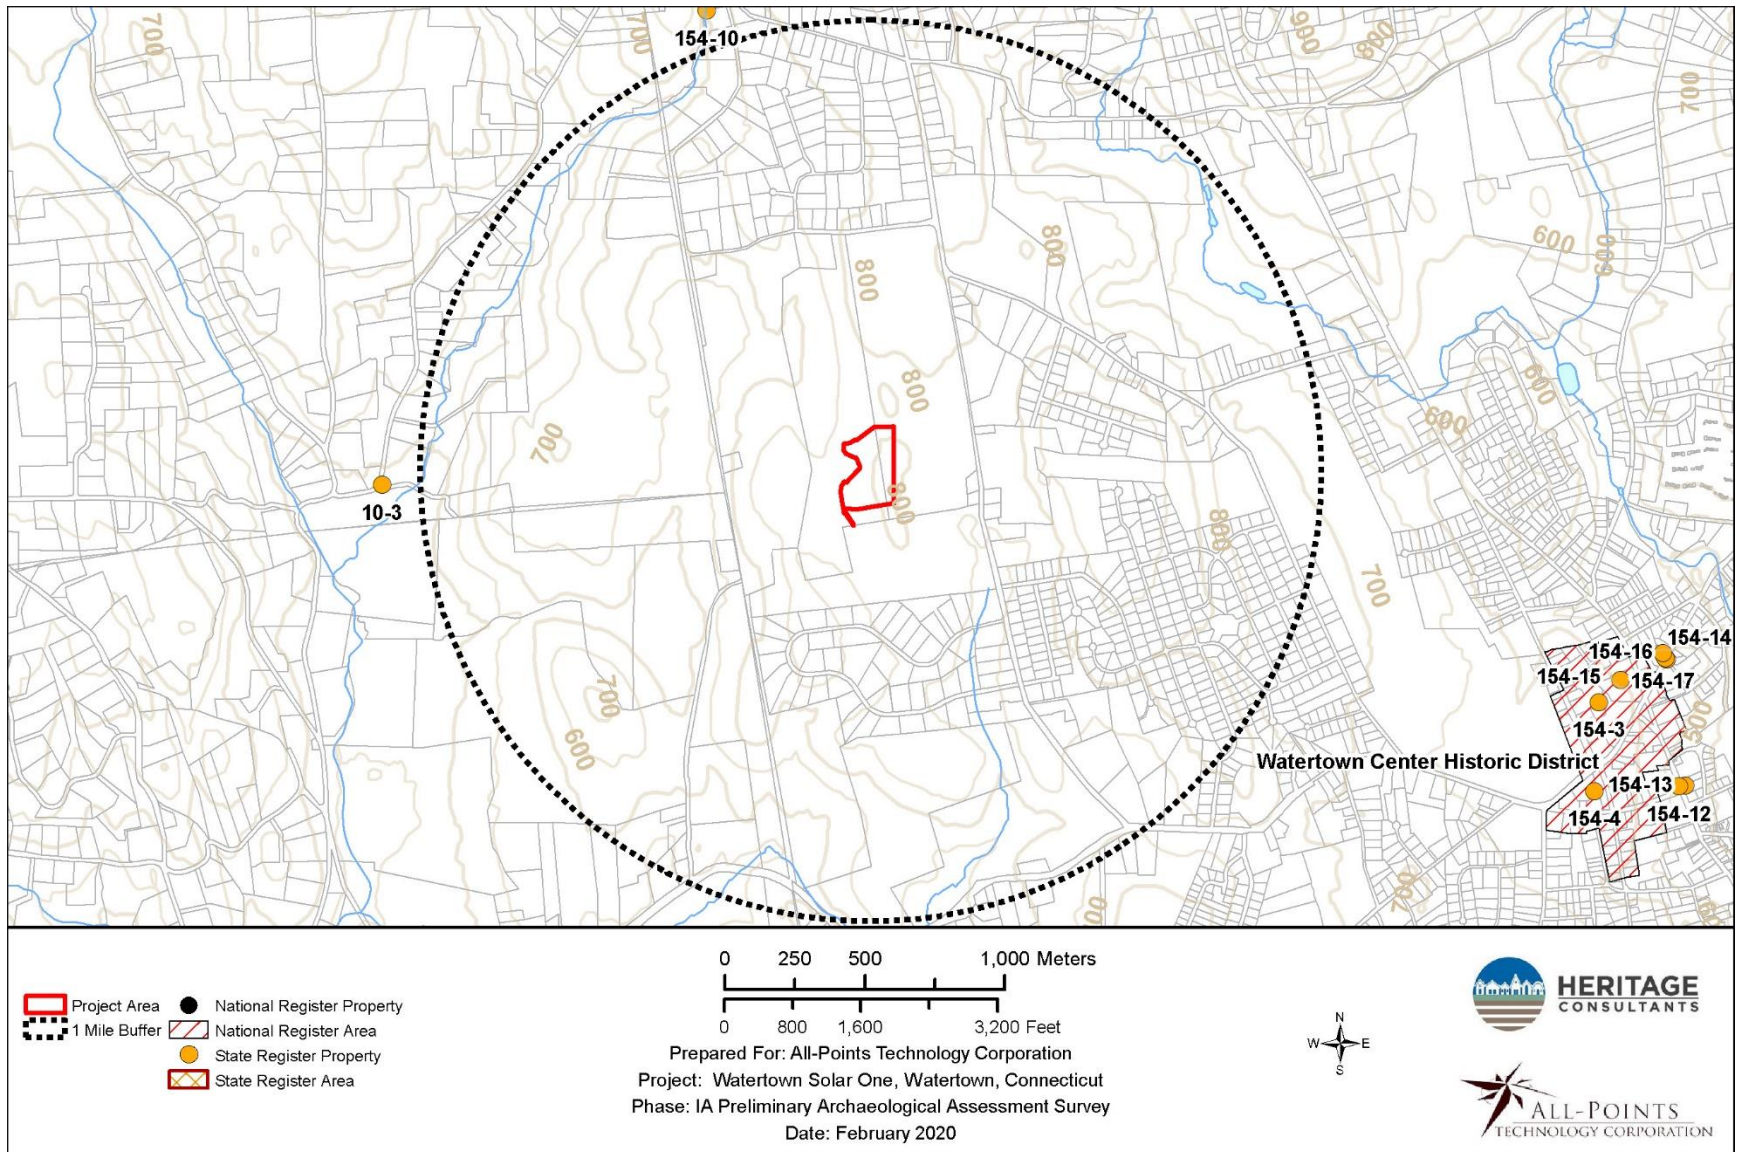 700
700
154-10
900
800
700
800
600
600
800
800
700
600
600
10-3
800
800
700
700
600
154-14
154-16
154-15
154-17
154-3
Watertown Center Historic District
154-13
154-4
154-12
700
0 250 500 1,000 Meters
0 800 1,600 3,200 Feet
Project Area
1 Mile Buffer
National Register Property
National Register Area
State Register Property
State Register Area
Prepared For: All-Points Technology Corporation
Project: Watertown Solar One, Watertown, Connecticut
Phase: IA Preliminary Archaeological Assessment Survey
Date: February 2020
N
W E
S
HERITAGE
CONSULTANTS
ALL-POINTS
TECHNOLOGY CORPORATION